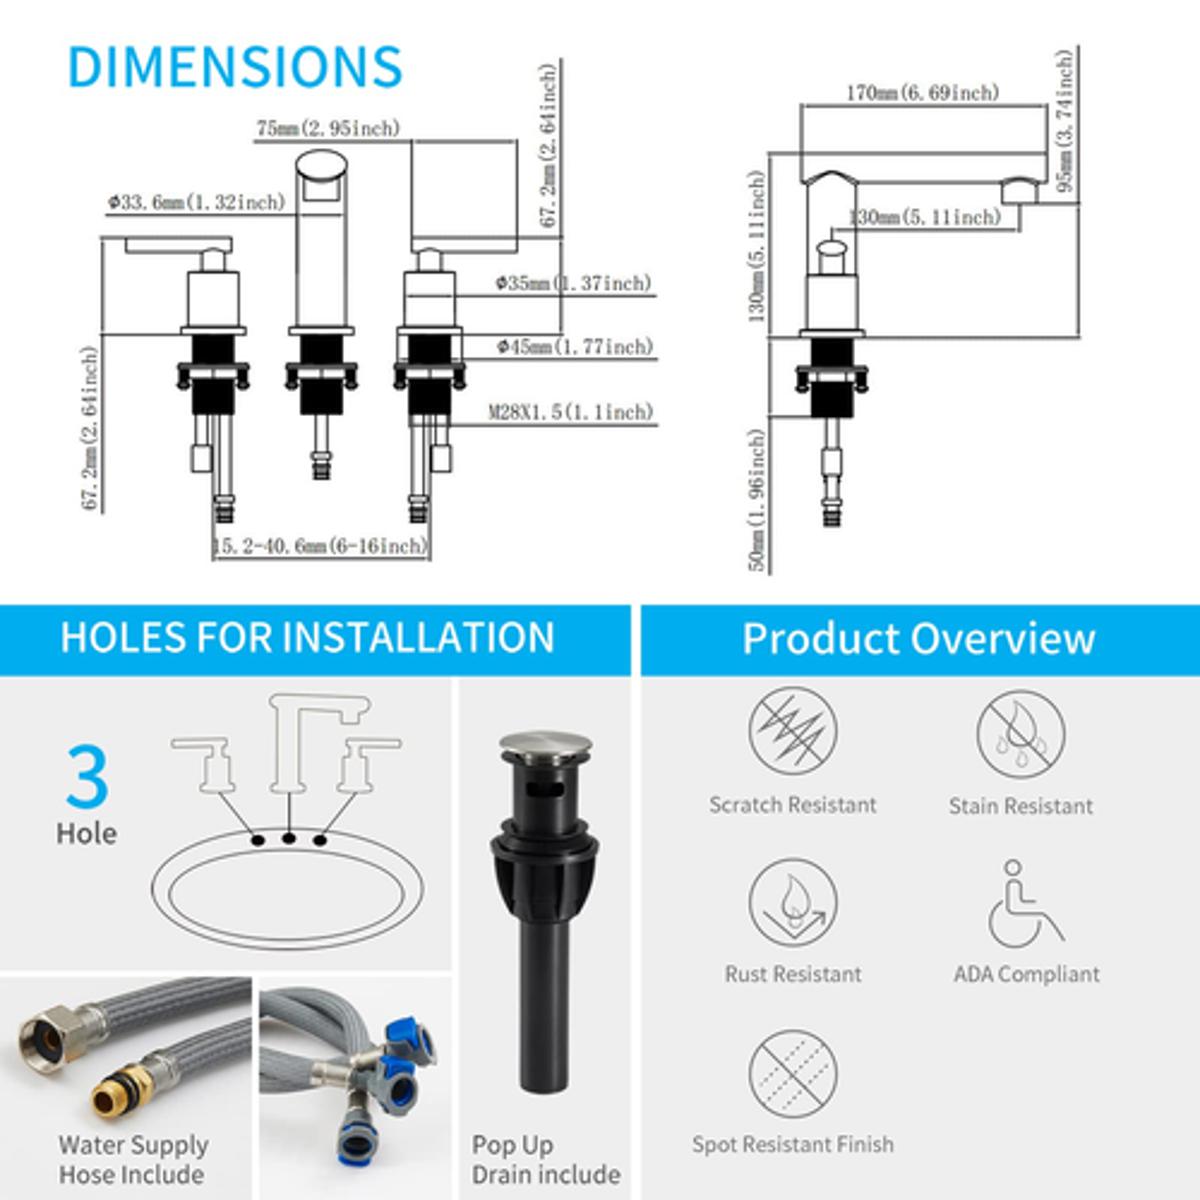 DIMENSIONS
75mm(2.95inch)
67.2mm(2.64inch)
ϕ33.6mm(1.32inch)
ϕ35mm(1.37inch)
ϕ45mm(1.77inch)
M28X1.5(1.1inch)
67.2mm(2.64inch)
15.2-40.6mm(6-16inch)
170mm(6.69inch)
95mm(3.74inch)
130mm(5.11inch)
130mm(5.11inch)
50mm(1.96inch)
HOLES FOR INSTALLATION
3
Hole
Water Supply
Hose Include
Pop Up
Drain include
Product Overview
Scratch Resistant
Stain Resistant
Rust Resistant
ADA Compliant
Spot Resistant Finish